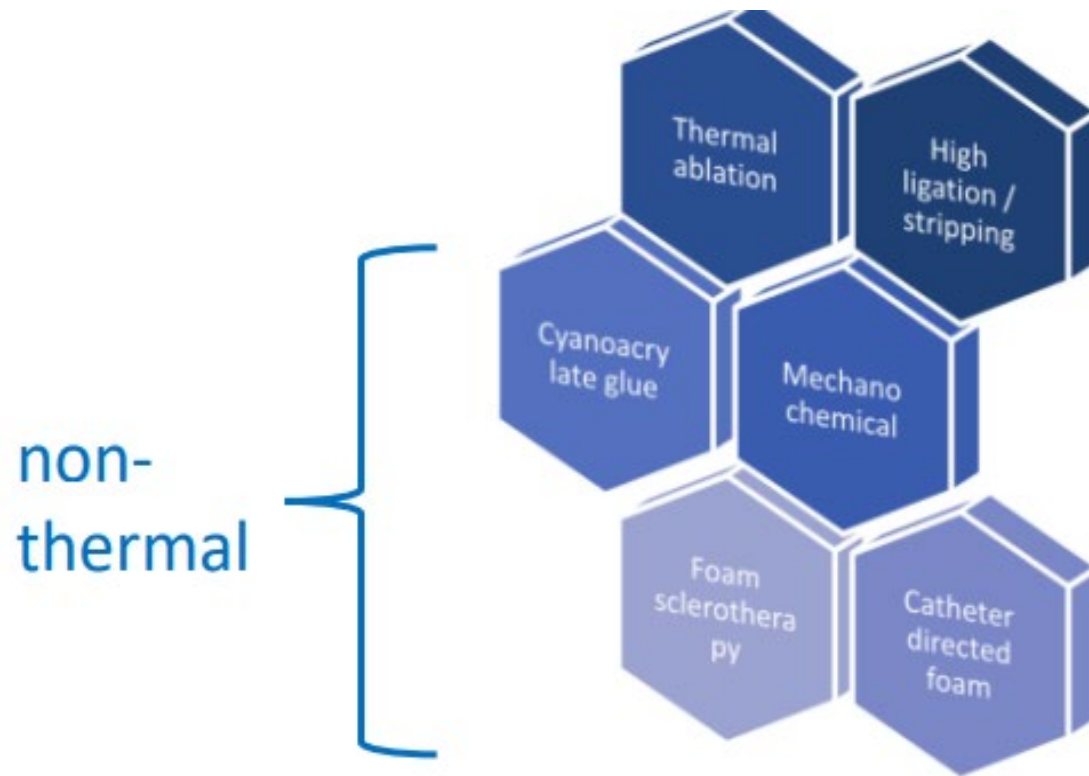 Thermal
ablation
High
ligation /
stripping
Cyanoacry
late glue
Mechano
chemical
non-
thermal
Foam
sclerothera
py
Catheter
directed
foam